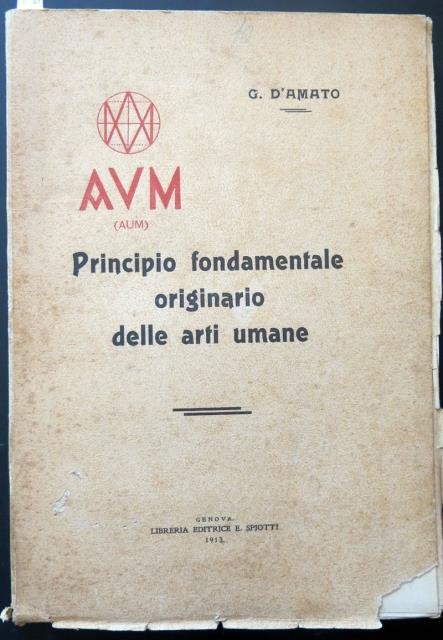 G. D'AMATO
AVM
(AUM)
Principio fondamentale
originario
delle arti umane
GENOVA.
LIBRERIA EDITRICE E. SPIOTTI
1913.